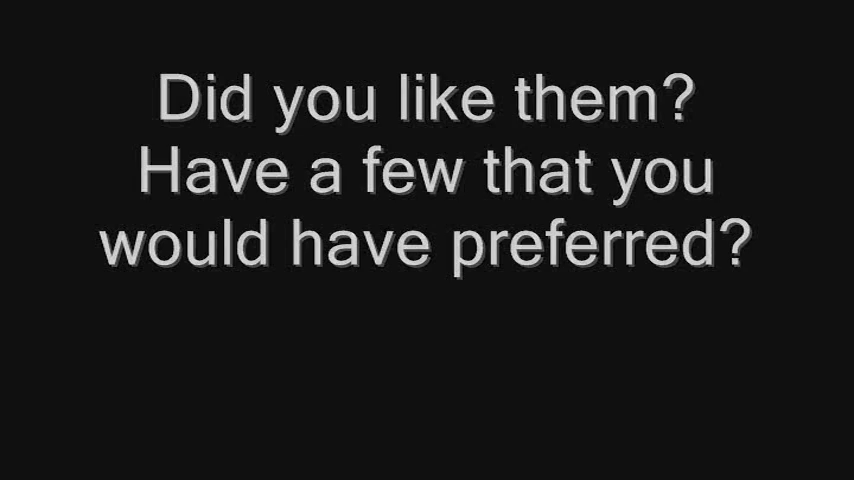 Did you like them?
Have a few that you
would have preferred?